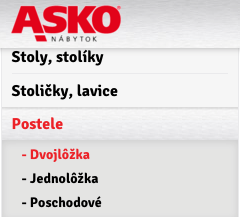 ASKO®
NÁBYTOK
Stoly, stolíky
Stoličky, lavice
Postele
- Dvojlôžka
- Jednolôžka
- Poschodové